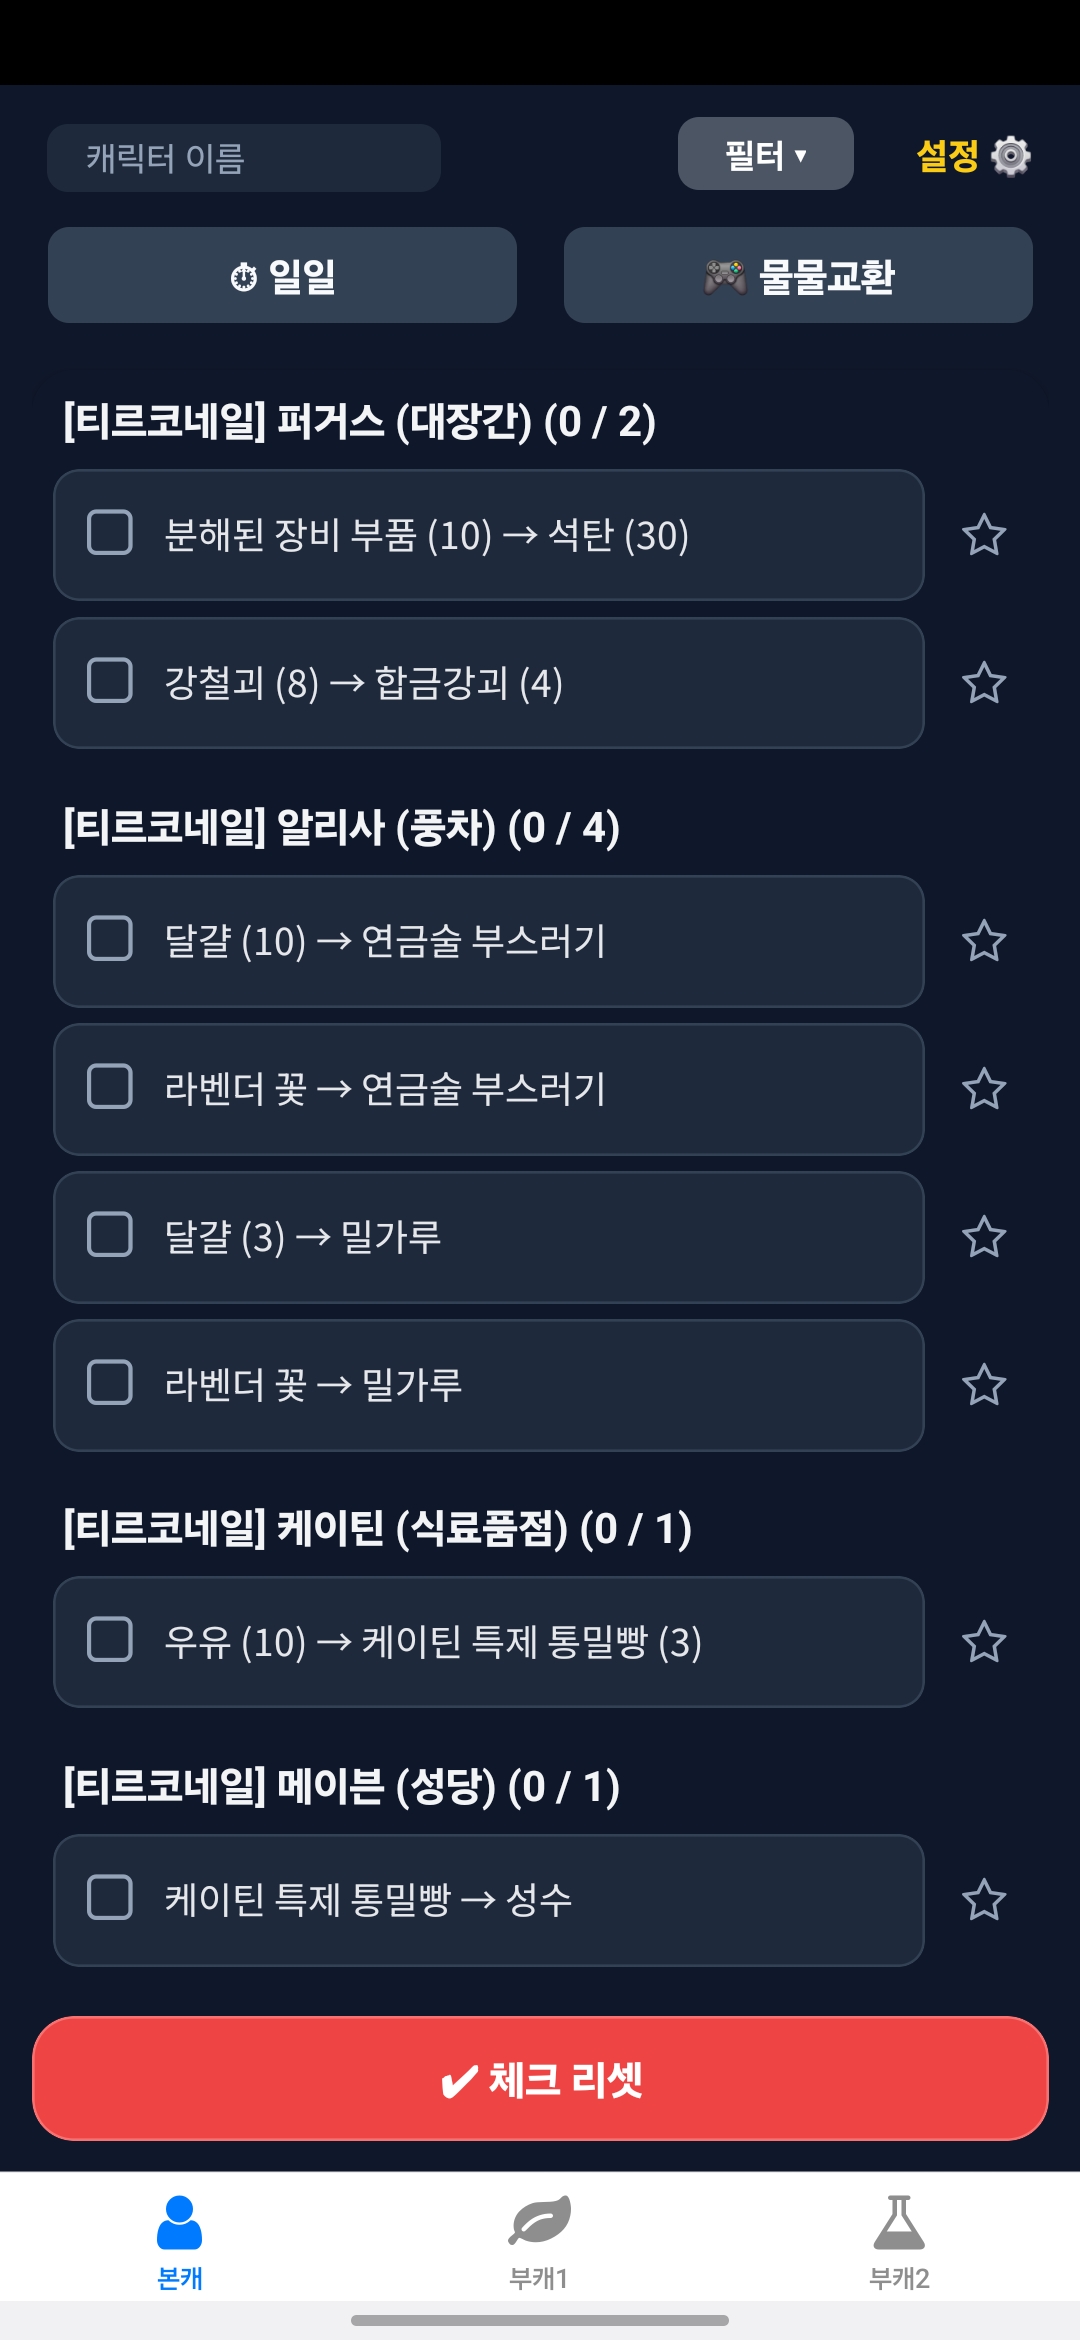 캐릭터 이름
필터 ▾
설정 ⚙️
⏱ 일일
🎮 물물교환
[티르코네일] 퍼거스 (대장간) (0 / 2)
분해된 장비 부품 (10) → 석탄 (30)
강철괴 (8) → 합금강괴 (4)
[티르코네일] 알리사 (풍차) (0 / 4)
달걀 (10) → 연금술 부스러기
라벤더 꽃 → 연금술 부스러기
달걀 (3) → 밀가루
라벤더 꽃 → 밀가루
[티르코네일] 케이틴 (식료품점) (0 / 1)
우유 (10) → 케이틴 특제 통밀빵 (3)
[티르코네일] 메이븐 (성당) (0 / 1)
케이틴 특제 통밀빵 → 성수
✔ 체크 리셋
본캐
부캐1
부캐2